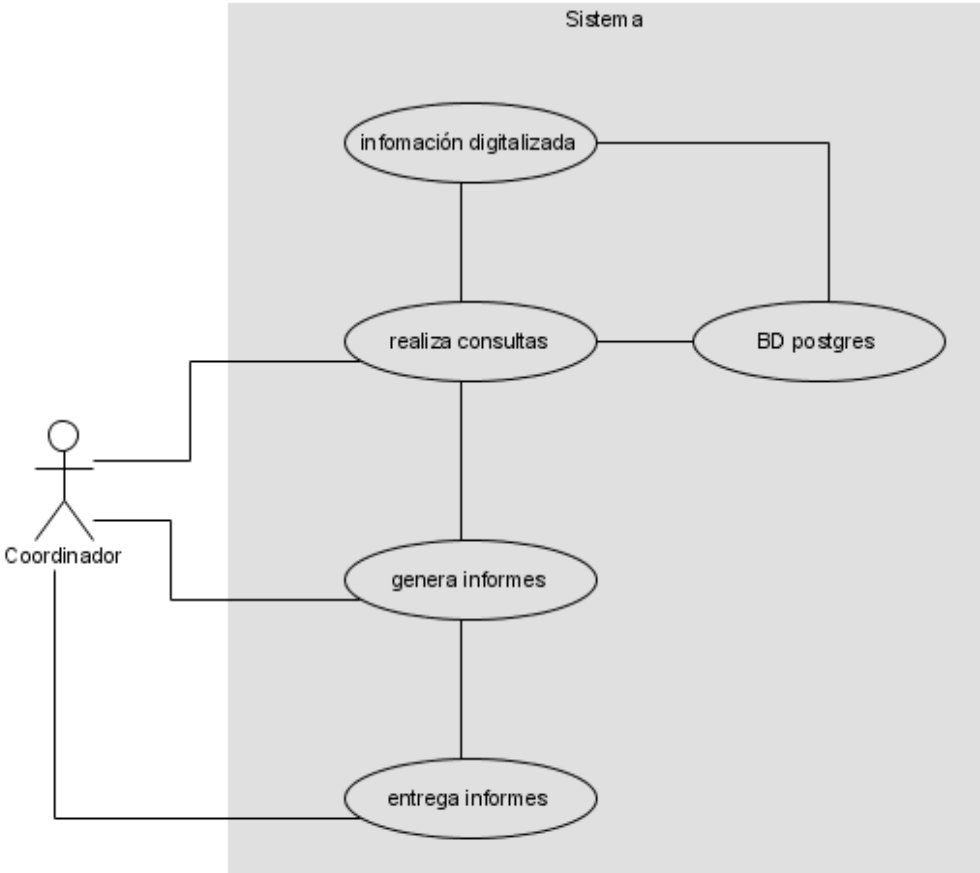 Sistema
infomación digitalizada
realiza consultas
BD postgres
Coordinador
genera informes
entrega informes